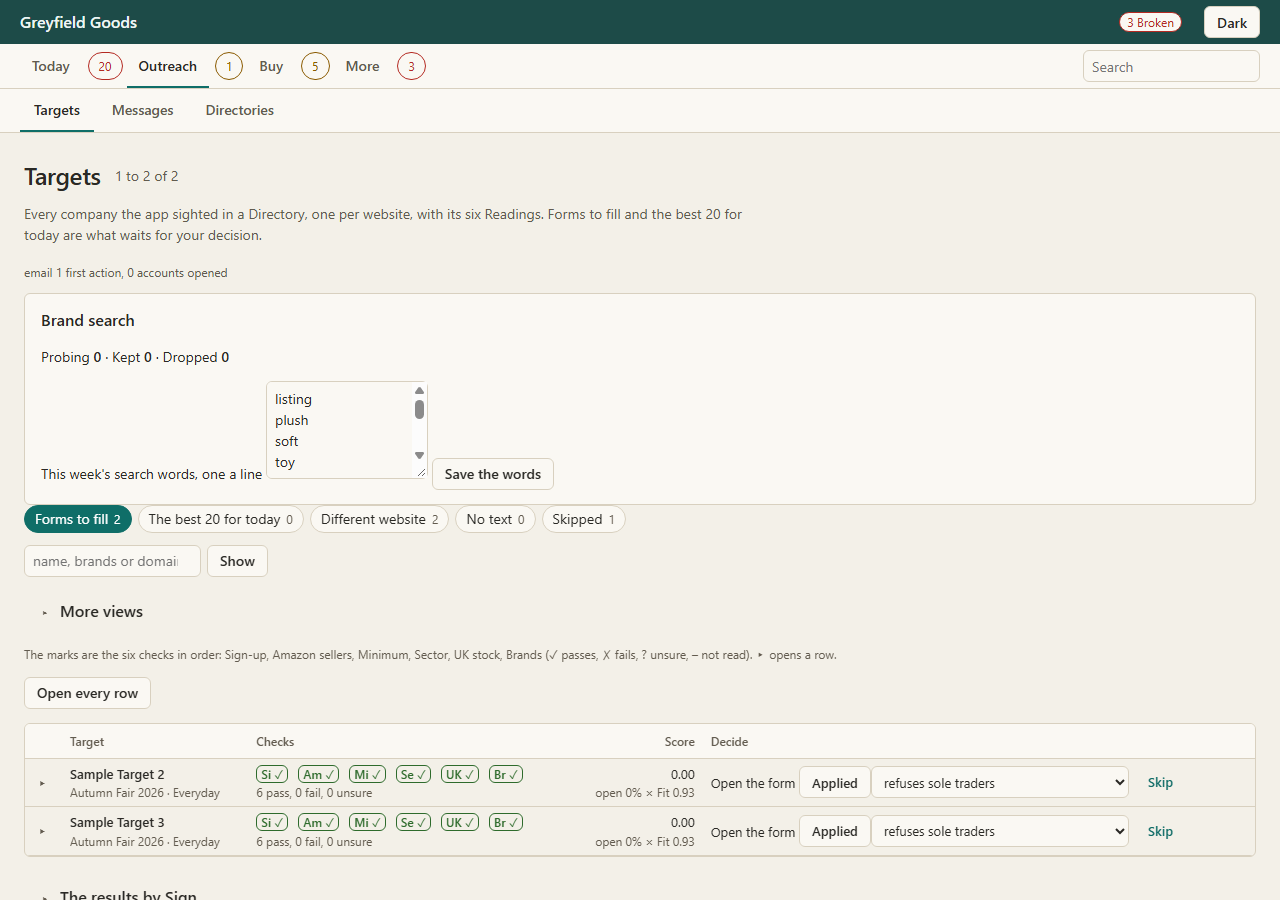 Greyfield Goods
3 Broken
Dark
Today 20 Outreach 1 Buy 5 More 3
Search
Targets Messages Directories
Targets 1 to 2 of 2
Every company the app sighted in a Directory, one per website, with its six Readings. Forms to fill and the best 20 for
today are what waits for your decision.
email 1 first action, 0 accounts opened
Brand search
Probing 0 · Kept 0 · Dropped 0
listing
plush
soft
toy
This week's search words, one a line
Save the words
Forms to fill 2 The best 20 for today 0 Different website 2 No text 0 Skipped 1
name, brands or domai
Show
▸ More views
The marks are the six checks in order: Sign-up, Amazon sellers, Minimum, Sector, UK stock, Brands (✓ passes, ✗ fails, ? unsure, – not read). ▸ opens a row.
Open every row
Target Checks Score Decide
▸ Sample Target 2 Si ✓ Am ✓ Mi ✓ Se ✓ UK ✓ Br ✓ 0.00 Open the form Applied refuses sole traders Skip
Autumn Fair 2026 · Everyday 6 pass, 0 fail, 0 unsure open 0% × Fit 0.93
▸ Sample Target 3 Si ✓ Am ✓ Mi ✓ Se ✓ UK ✓ Br ✓ 0.00 Open the form Applied refuses sole traders Skip
Autumn Fair 2026 · Everyday 6 pass, 0 fail, 0 unsure open 0% × Fit 0.93
▸ The results by Sign